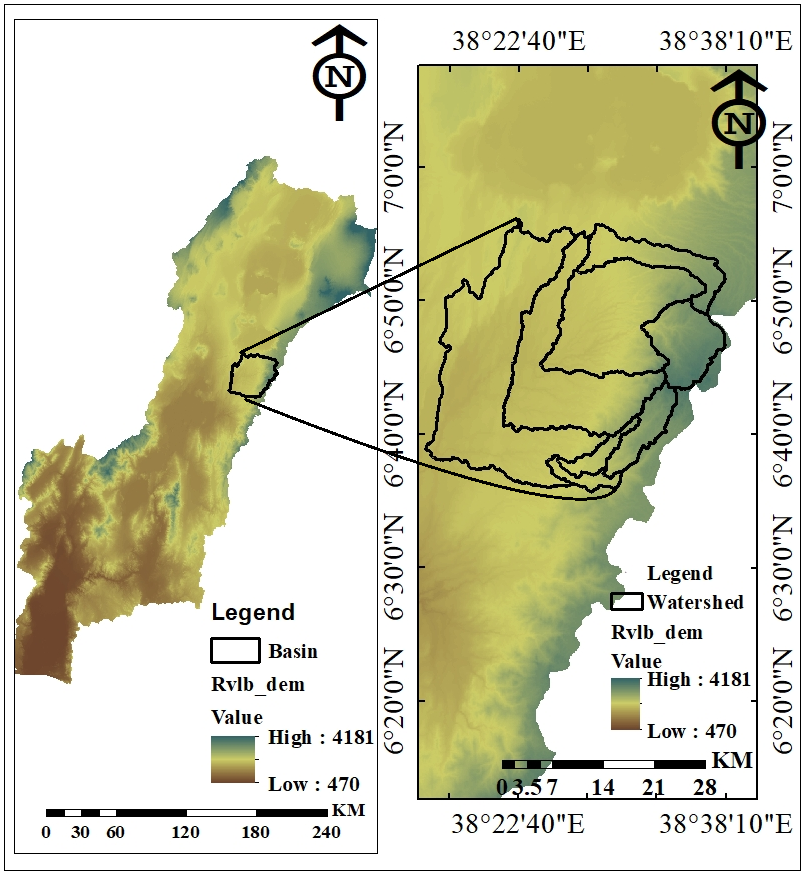 N
Legend
Basin
Rvlb_dem
Value
High : 4181
Low : 470
KM
0 30 60 120 180 240
38°22'40"E 38°38'10"E
N
7°0'0"N 7°0'0"N
6°50'0"N 6°50'0"N
6°40'0"N 6°40'0"N
6°30'0"N 6°30'0"N
6°20'0"N 6°20'0"N
Legend
Watershed
Rvlb_dem
Value
High : 4181
Low : 470
KM
0 3.5 7 14 21 28
38°22'40"E 38°38'10"E